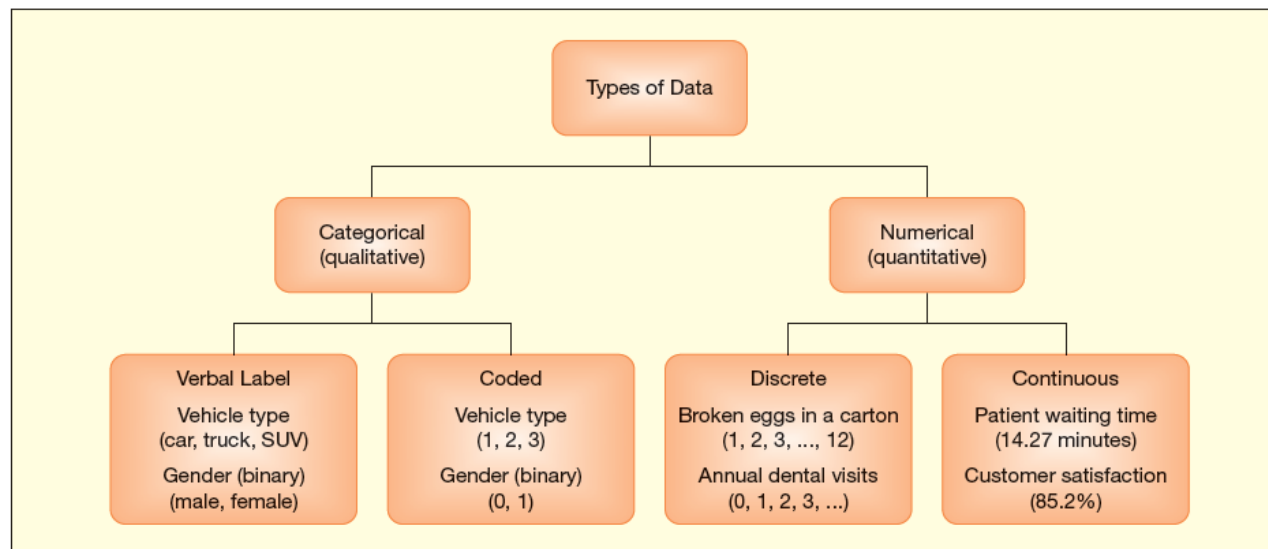 Types of Data
Categorical
(qualitative)
Numerical
(quantitative)
Verbal Label
Vehicle type
(car, truck, SUV)
Gender (binary)
(male, female)
Coded
Vehicle type
(1, 2, 3)
Gender (binary)
(0, 1)
Discrete
Broken eggs in a carton
(1, 2, 3, ..., 12)
Annual dental visits
(0, 1, 2, 3, ...)
Continuous
Patient waiting time
(14.27 minutes)
Customer satisfaction
(85.2%)